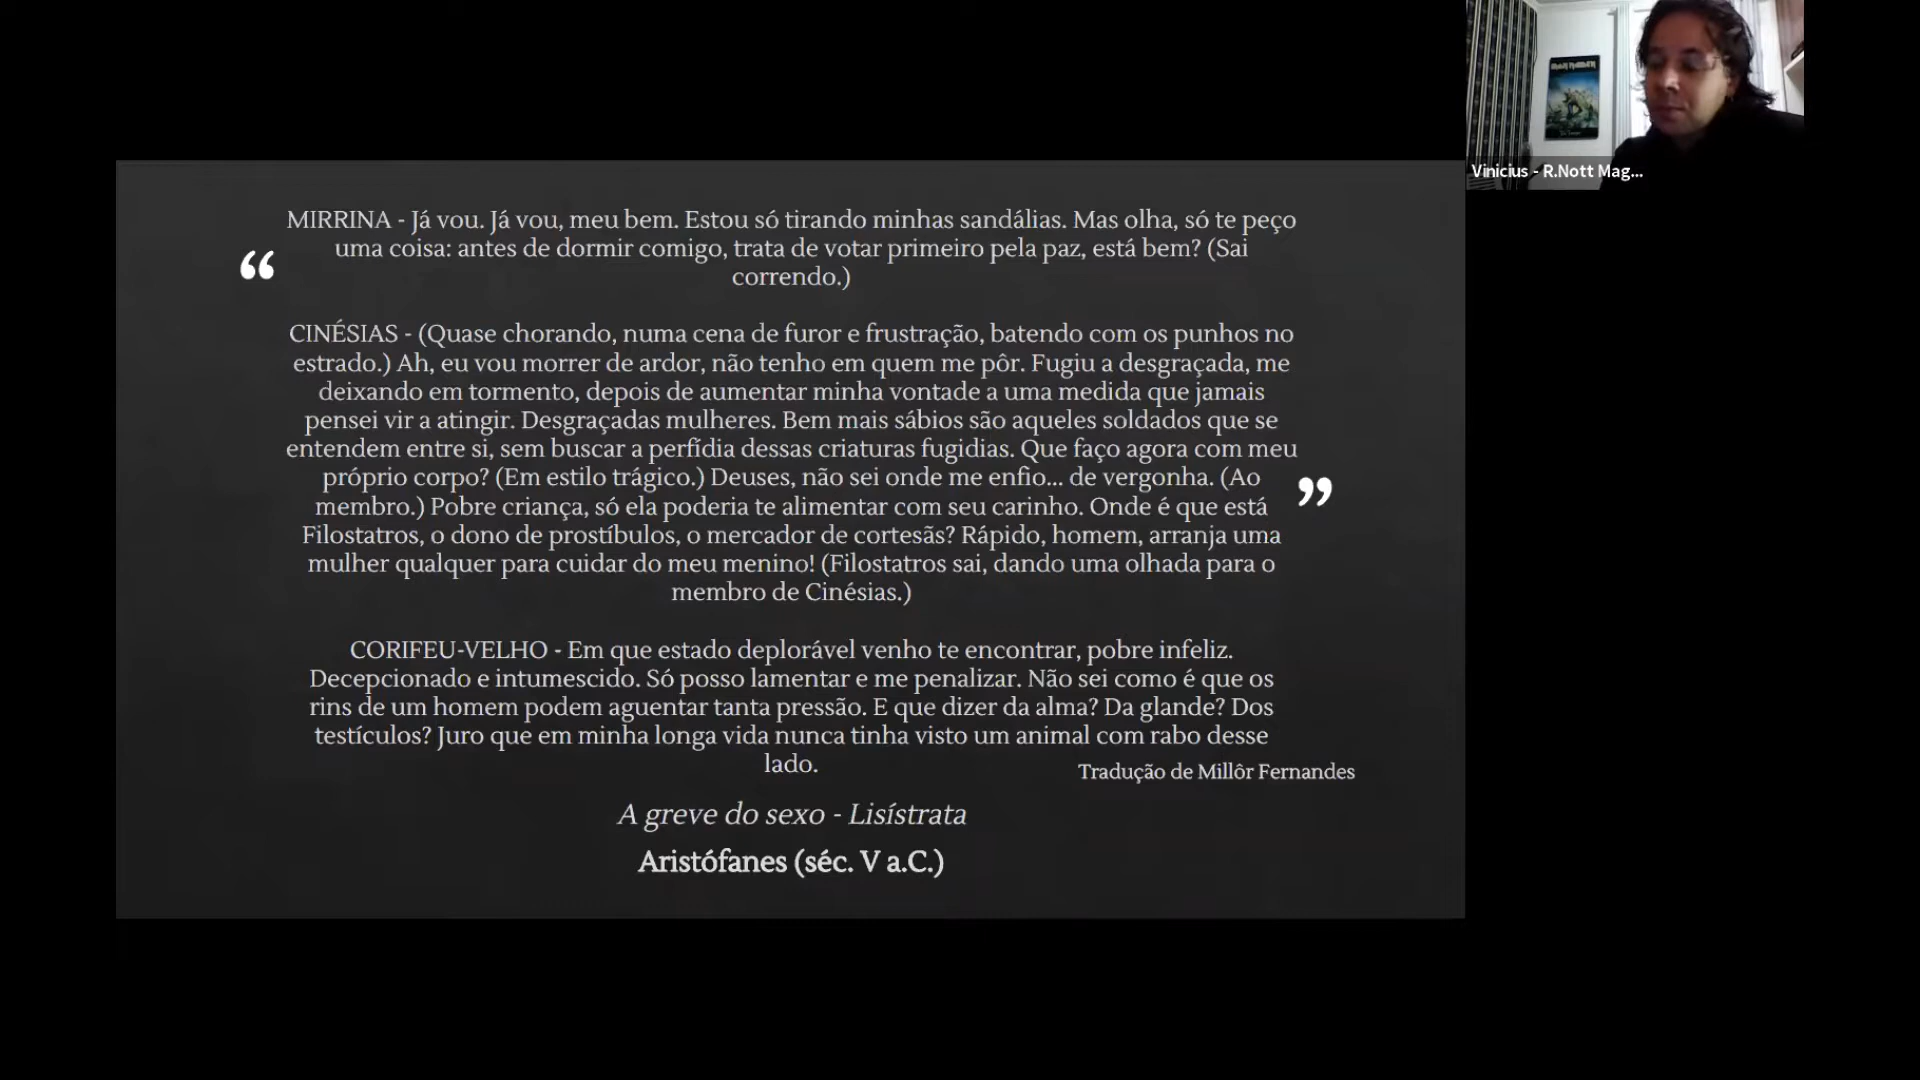 MIRRINA - Já vou. Já vou, meu bem. Estou só tirando minhas sandálias. Mas olha, só te peço
uma coisa: antes de dormir comigo, trata de votar primeiro pela paz, está bem? (Sai
correndo.)
CINÉSIAS - (Quase chorando, numa cena de furor e frustração, batendo com os punhos no
estrado.) Ah, eu vou morrer de ardor, não tenho em quem me pôr. Fugiu a desgraçada, me
deixando em tormento, depois de aumentar minha vontade a uma medida que jamais
pensei vir a atingir. Desgraçadas mulheres. Bem mais sábios são aqueles soldados que se
entendem entre si, sem buscar a perfídia dessas criaturas fugidias. Que faço agora com meu
próprio corpo? (Em estilo trágico.) Deuses, não sei onde me enfio... de vergonha. (Ao
membro.) Pobre criança, só ela poderia te alimentar com seu carinho. Onde é que está
Filostatros, o dono de prostíbulos, o mercador de cortesãs? Rápido, homem, arranja uma
mulher qualquer para cuidar do meu menino! (Filostatros sai, dando uma olhada para o
membro de Cinésias.)
CORIFEU-VELHO - Em que estado deplorável venho te encontrar, pobre infeliz.
Decepcionado e intumescido. Só posso lamentar e me penalizar. Não sei como é que os
rins de um homem podem aguentar tanta pressão. E que dizer da alma? Da glande? Dos
testículos? Juro que em minha longa vida nunca tinha visto um animal com rabo desse
lado.
Tradução de Millôr Fernandes
A greve do sexo - Lisístrata
Aristófanes (séc. V a.C.)
Vinicius - R.Nott Mag...